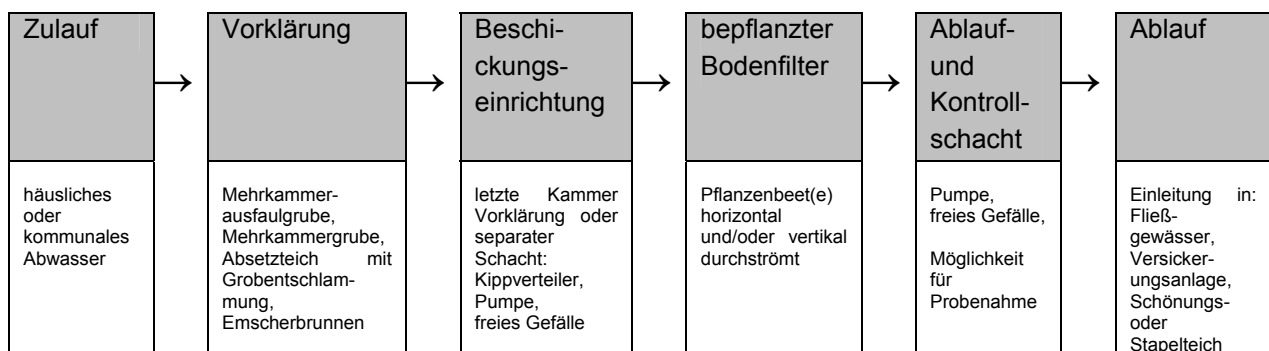 Zulauf
→
Vorklärung
→
Beschi-
ckungs-
einrichtung
→
bepflanzter
Bodenfilter
→
Ablauf-
und
Kontroll-
schacht
→
Ablauf
häusliches
oder
kommunales
Abwasser
Mehrkammer-
ausfaulgrube,
Mehrkammergrube,
Absetzteich mit
Grobentschlam-
mung,
Emscherbrunnen
letzte Kammer
Vorklärung oder
separater
Schacht:
Kippverteiler,
Pumpe,
freies Gefälle
Pflanzenbeet(e)
horizontal
und/oder vertikal
durchströmt
Pumpe,
freies Gefälle,
Möglichkeit
für
Probenahme
Einleitung in:
Fließ-
gewässer,
Versicker-
ungsanlage,
Schönungs-
oder
Stapelteich